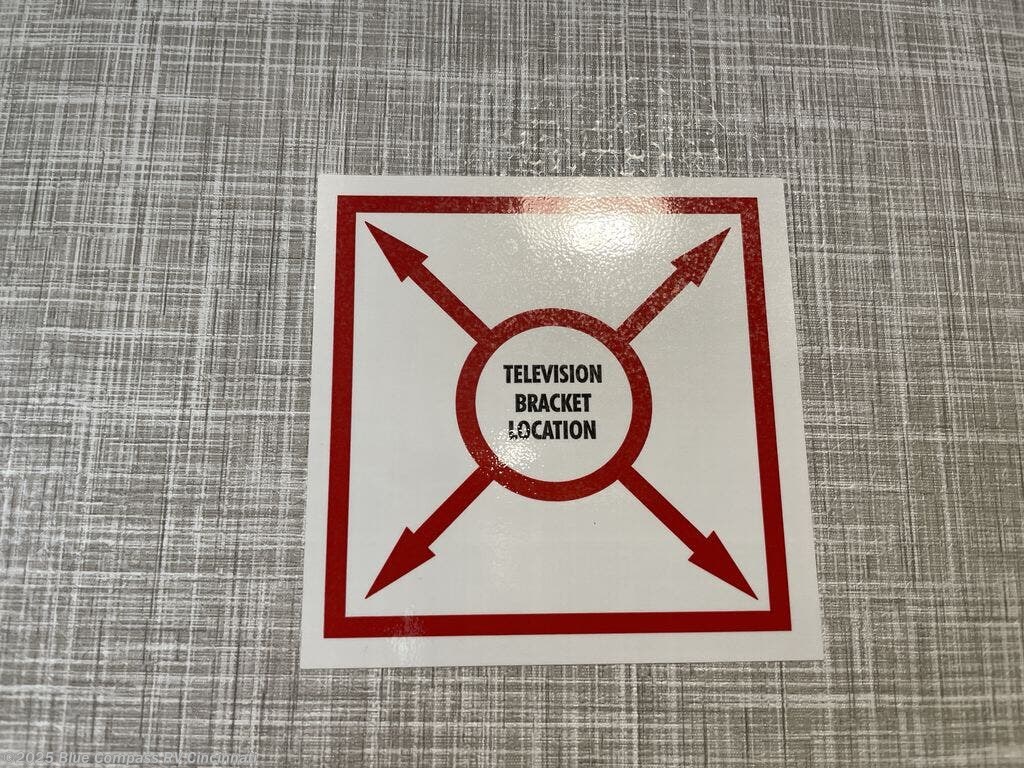 TELEVISION
BRACKET
LOCATION
©2025 Blue Compass RV Cincinnati